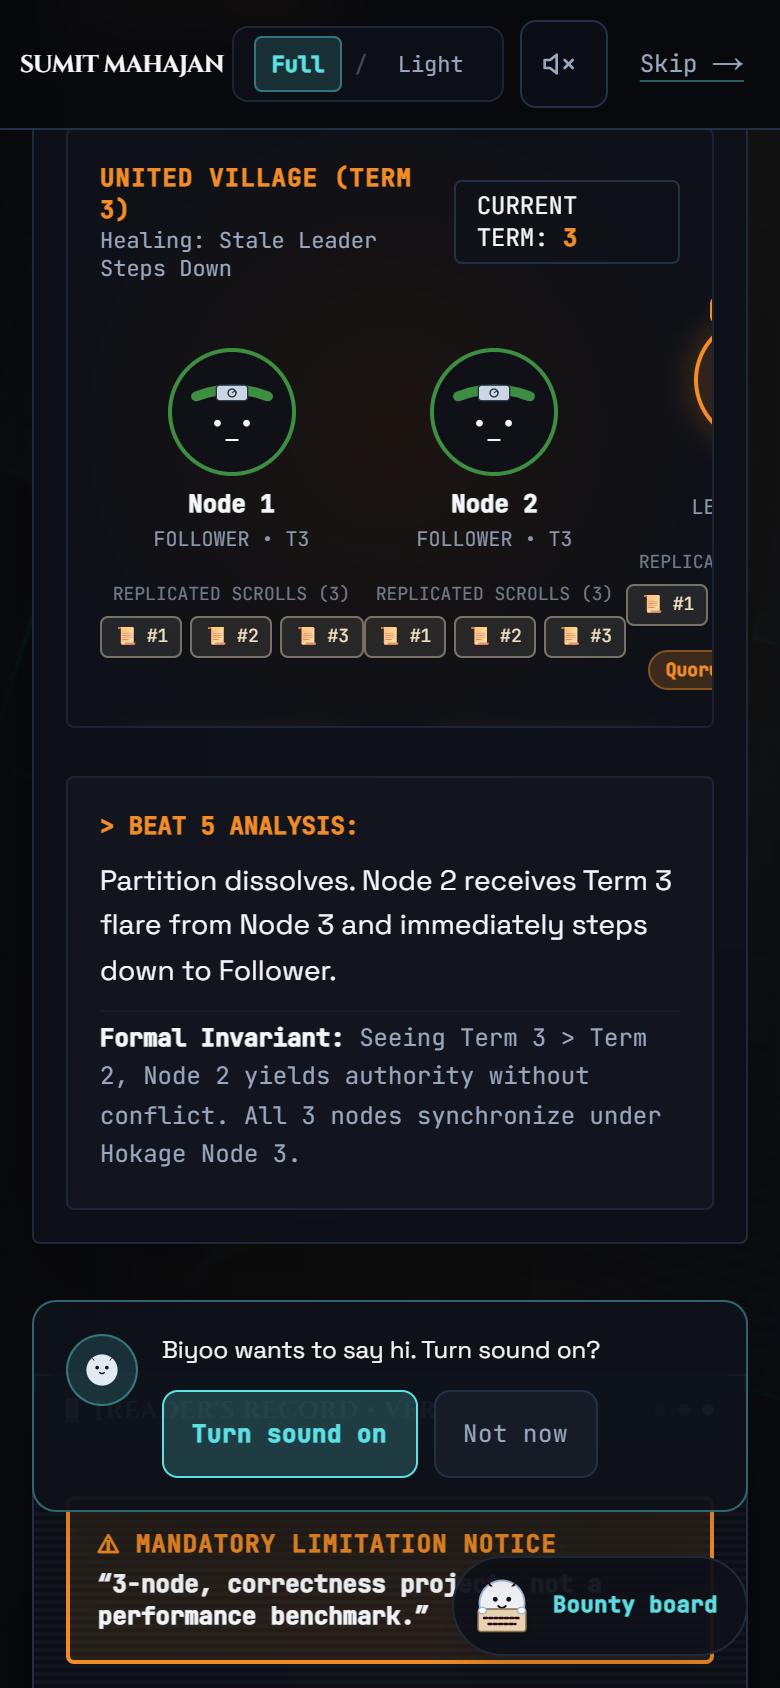 SUMIT MAHAJAN
Full / Light
Skip →
UNITED VILLAGE (TERM
3)
Healing: Stale Leader
Steps Down
CURRENT
TERM: 3
Node 1
FOLLOWER • T3
REPLICATED SCROLLS (3)
#1 #2 #3
Node 2
FOLLOWER • T3
REPLICATED SCROLLS (3)
#1 #2 #3
LE
REPLICA
#1
Quor
> BEAT 5 ANALYSIS:
Partition dissolves. Node 2 receives Term 3
flare from Node 3 and immediately steps
down to Follower.
Formal Invariant: Seeing Term 3 > Term
2, Node 2 yields authority without
conflict. All 3 nodes synchronize under
Hokage Node 3.
Biyoo wants to say hi. Turn sound on?
READER'S RECORD • VER
Turn sound on
Not now
⚠ MANDATORY LIMITATION NOTICE
“3-node, correctness project, not a
performance benchmark.”
Bounty board